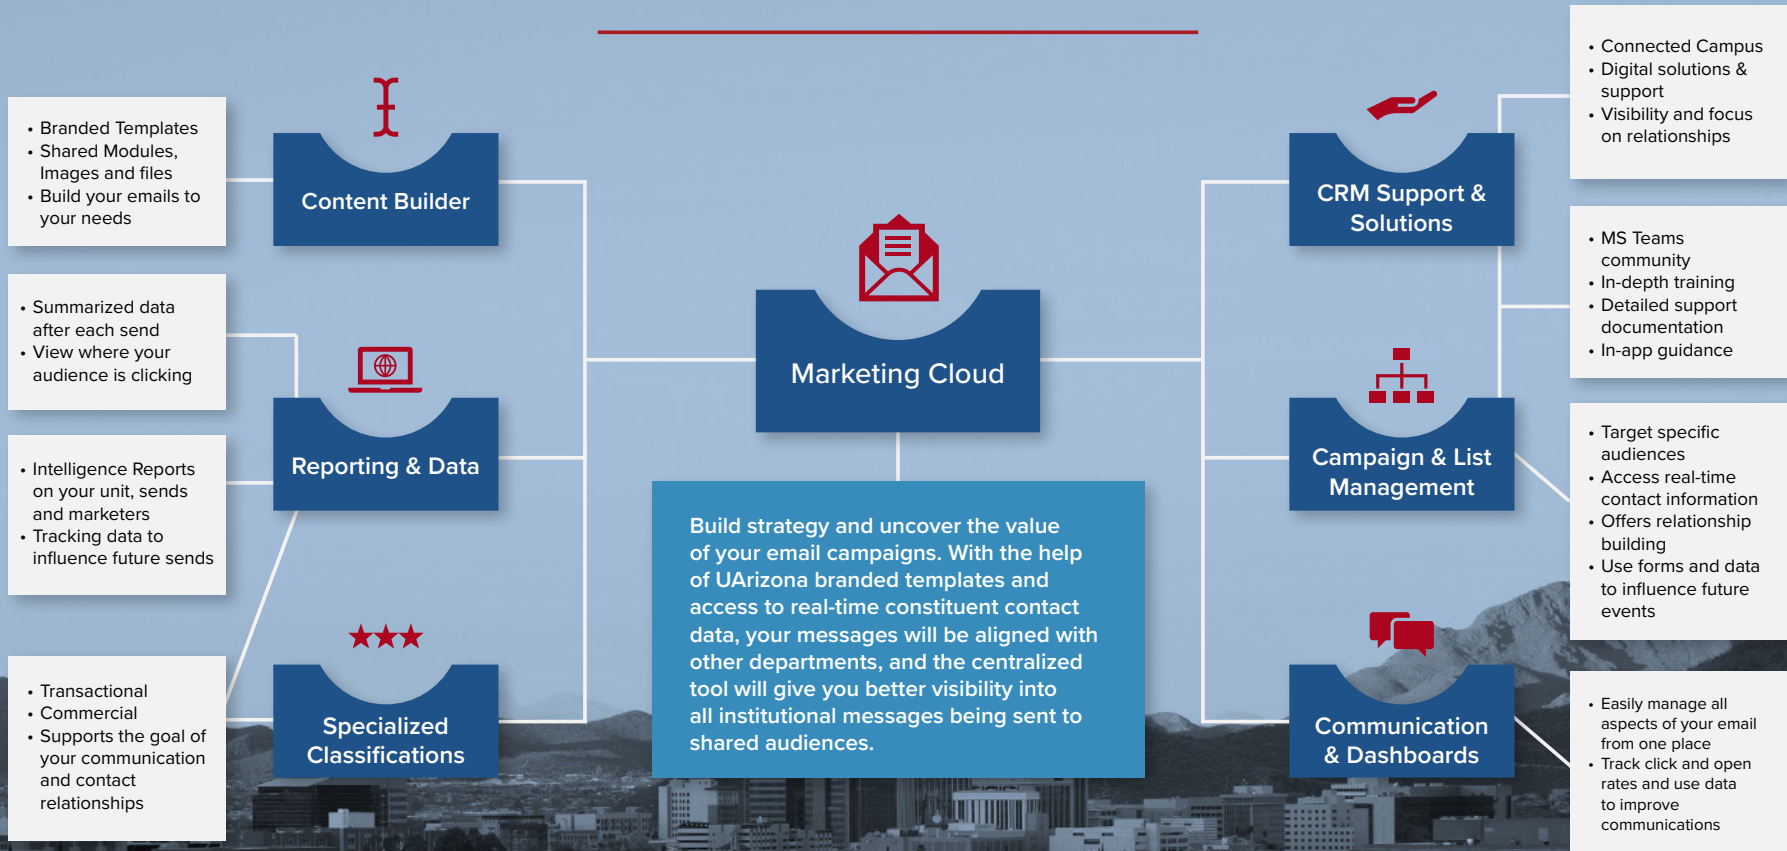 • Branded Templates
• Shared Modules,
Images and files
• Build your emails to
your needs
Content Builder
• Summarized data
after each send
• View where your
audience is clicking
• Intelligence Reports
on your unit, sends
and marketers
• Tracking data to
influence future sends
Reporting & Data
• Transactional
• Commercial
• Supports the goal of
your communication
and contact
relationships
Specialized
Classifications
Marketing Cloud
Build strategy and uncover the value
of your email campaigns. With the help
of UArizona branded templates and
access to real-time constituent contact
data, your messages will be aligned with
other departments, and the centralized
tool will give you better visibility into
all institutional messages being sent to
shared audiences.
CRM Support &
Solutions
• Connected Campus
• Digital solutions &
support
• Visibility and focus
on relationships
• MS Teams
community
• In-depth training
• Detailed support
documentation
• In-app guidance
Campaign & List
Management
• Target specific
audiences
• Access real-time
contact information
• Offers relationship
building
• Use forms and data
to influence future
events
Communication
& Dashboards
• Easily manage all
aspects of your email
from one place
• Track click and open
rates and use data
to improve
communications